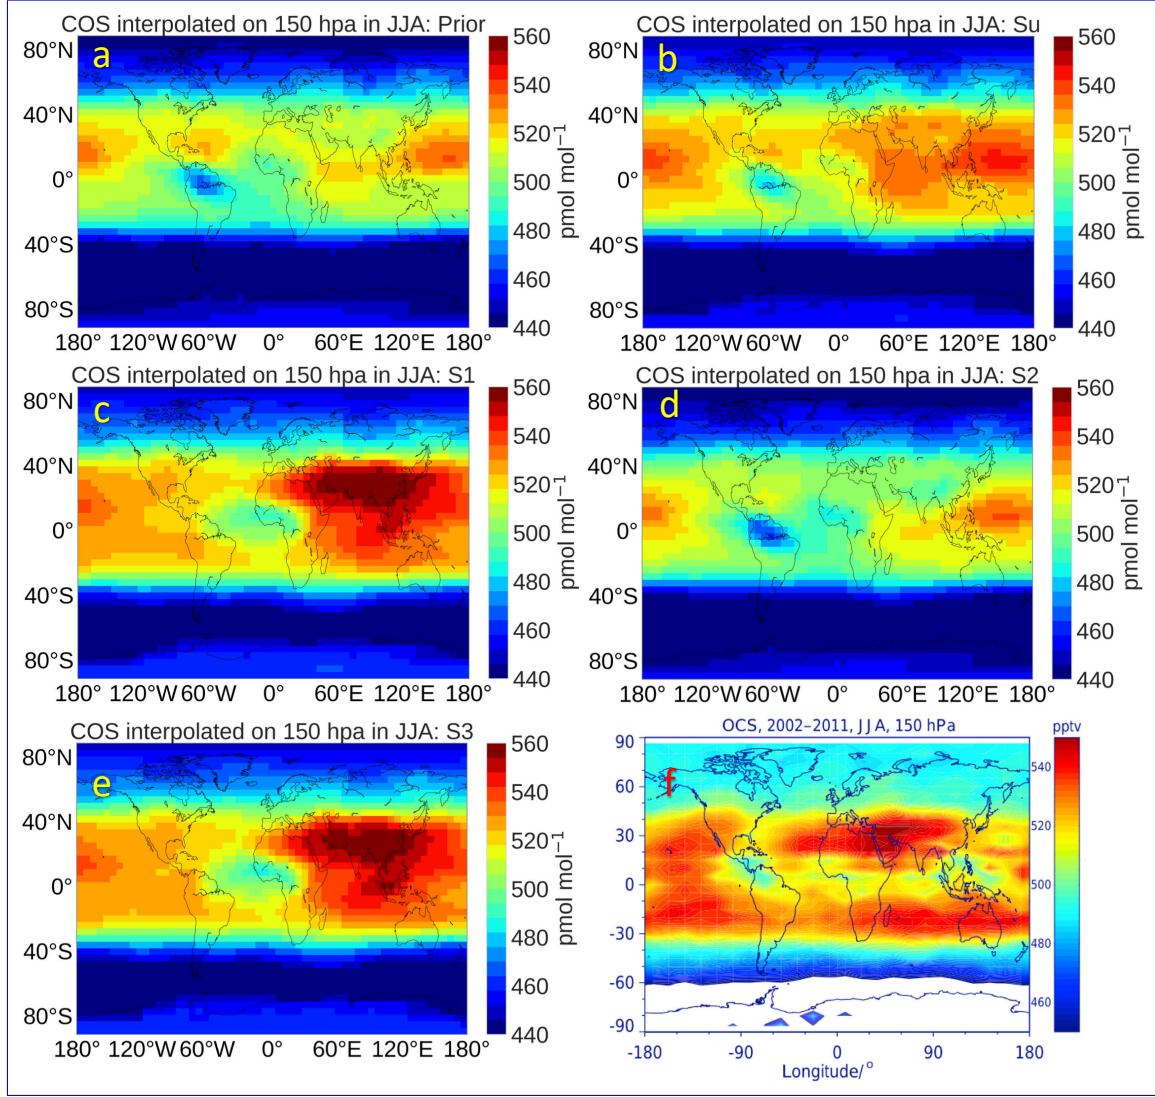 COS interpolated on 150 hpa in JJA: Prior
a
80°N
40°N
0°
40°S
80°S
180° 120°W 60°W 0° 60°E 120°E 180°
560
540
520
500
480
460
440
pmol mol−1
COS interpolated on 150 hpa in JJA: Su
b
80°N
40°N
0°
40°S
80°S
180° 120°W 60°W 0° 60°E 120°E 180°
560
540
520
500
480
460
440
pmol mol−1
COS interpolated on 150 hpa in JJA: S1
c
80°N
40°N
0°
40°S
80°S
180° 120°W 60°W 0° 60°E 120°E 180°
560
540
520
500
480
460
440
pmol mol−1
COS interpolated on 150 hpa in JJA: S2
d
80°N
40°N
0°
40°S
80°S
180° 120°W 60°W 0° 60°E 120°E 180°
560
540
520
500
480
460
440
pmol mol−1
COS interpolated on 150 hpa in JJA: S3
e
80°N
40°N
0°
40°S
80°S
180° 120°W 60°W 0° 60°E 120°E 180°
560
540
520
500
480
460
440
pmol mol−1
OCS, 2002–2011, JJA, 150 hPa
pptv
f
90
60
30
0
-30
-60
-90
-180 -90 0 90 180
Longitude/°
540
520
500
480
460